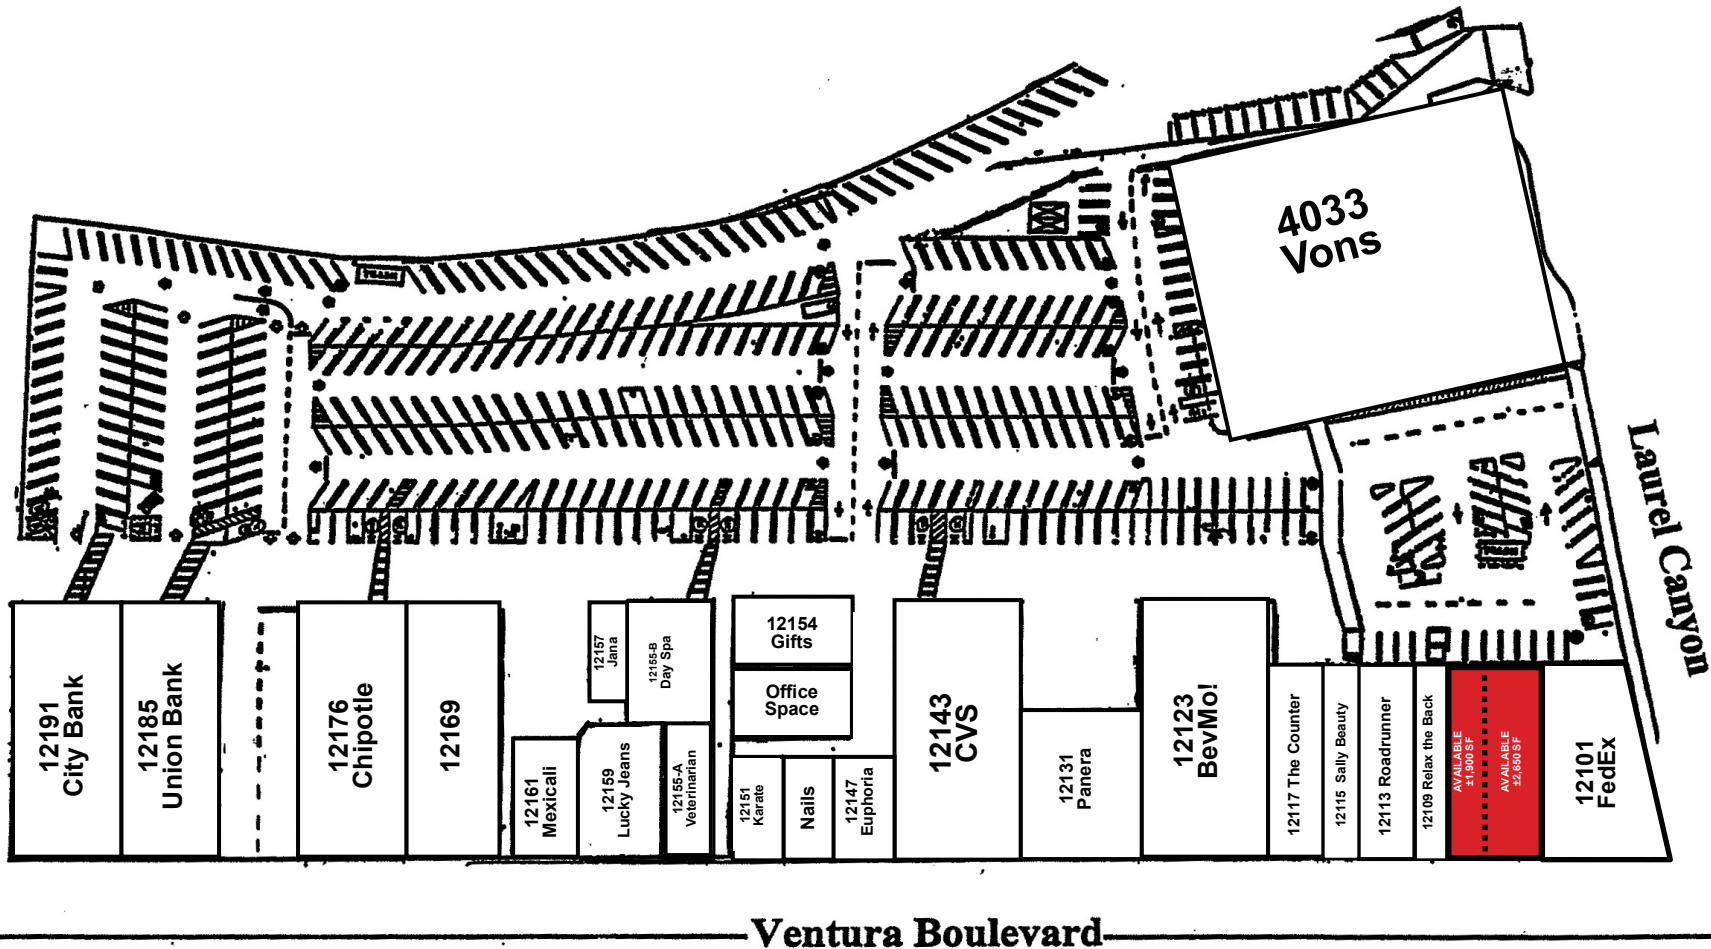 4033
Vons
Laurel Canyon
12191
City Bank
12185
Union Bank
12176
Chipotle
12169
12161
Mexicali
12157
Jana
12159
Lucky Jeans
12155-B
Day Spa
12155-A
Veterinarian
12154
Gifts
Office
Space
12151
Karate
Nails
12147
Euphoria
12143
CVS
12131
Panera
12123
BevMo!
12117 The Counter
12115 Sally Beauty
12113 Roadrunner
12109 Relax the Back
AVAILABLE
±1,900 SF
AVAILABLE
±2,650 SF
12101
FedEx
Ventura Boulevard